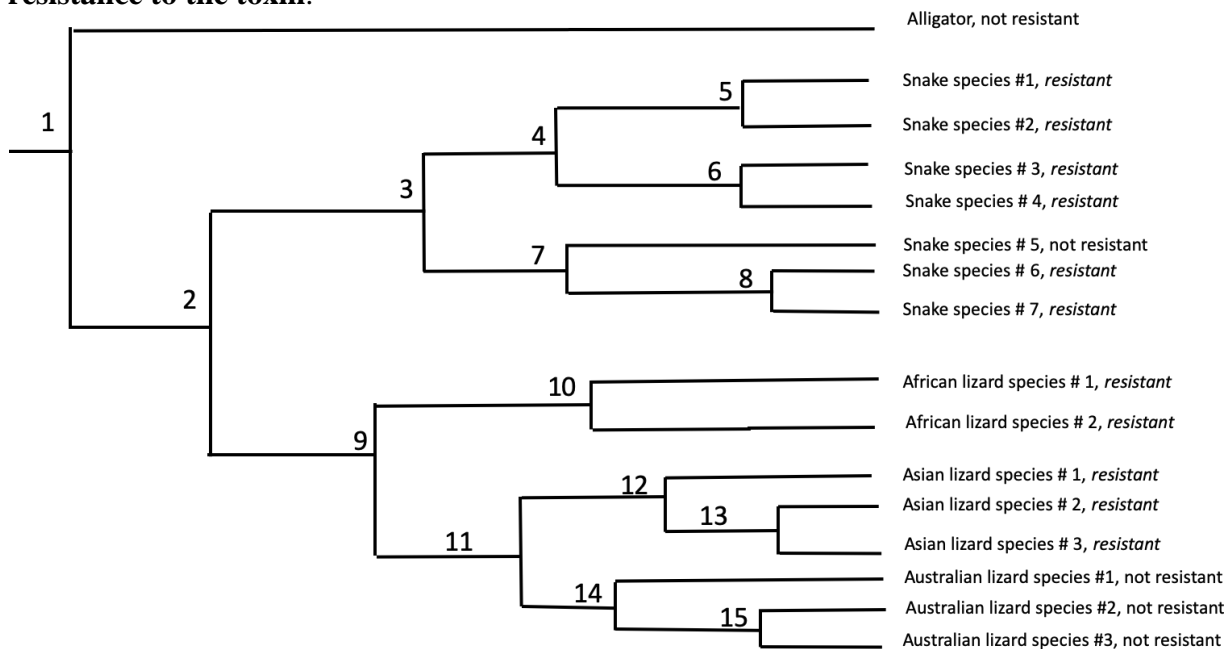 resistance to the toxin.
Alligator, not resistant
1
5
Snake species #1, resistant
Snake species #2, resistant
4
6
Snake species # 3, resistant
Snake species # 4, resistant
3
7
Snake species # 5, not resistant
8
Snake species # 6, resistant
Snake species # 7, resistant
2
10
African lizard species # 1, resistant
African lizard species # 2, resistant
9
12
Asian lizard species # 1, resistant
13
Asian lizard species # 2, resistant
Asian lizard species # 3, resistant
11
14
Australian lizard species #1, not resistant
15
Australian lizard species #2, not resistant
Australian lizard species #3, not resistant